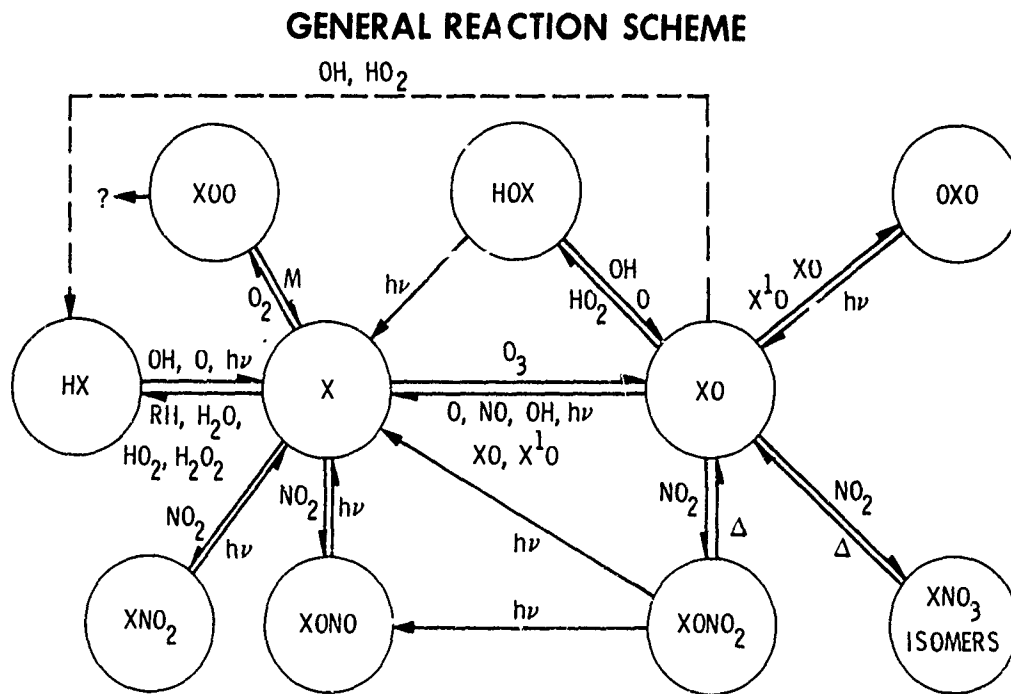 GENERAL REACTION SCHEME
OH, HO2
XOO
HOX
OXO
?
M
O2
hν
OH
HO2
O
XO
X1O
hν
HX
OH, O, hν
RH, H2O,
HO2, H2O2
X
O3
O, NO, OH, hν
XO, X1O
XO
NO2
hν
NO2
hν
hν
NO2
Δ
NO2
Δ
XNO2
XONO
hν
XONO2
XNO3
ISOMERS